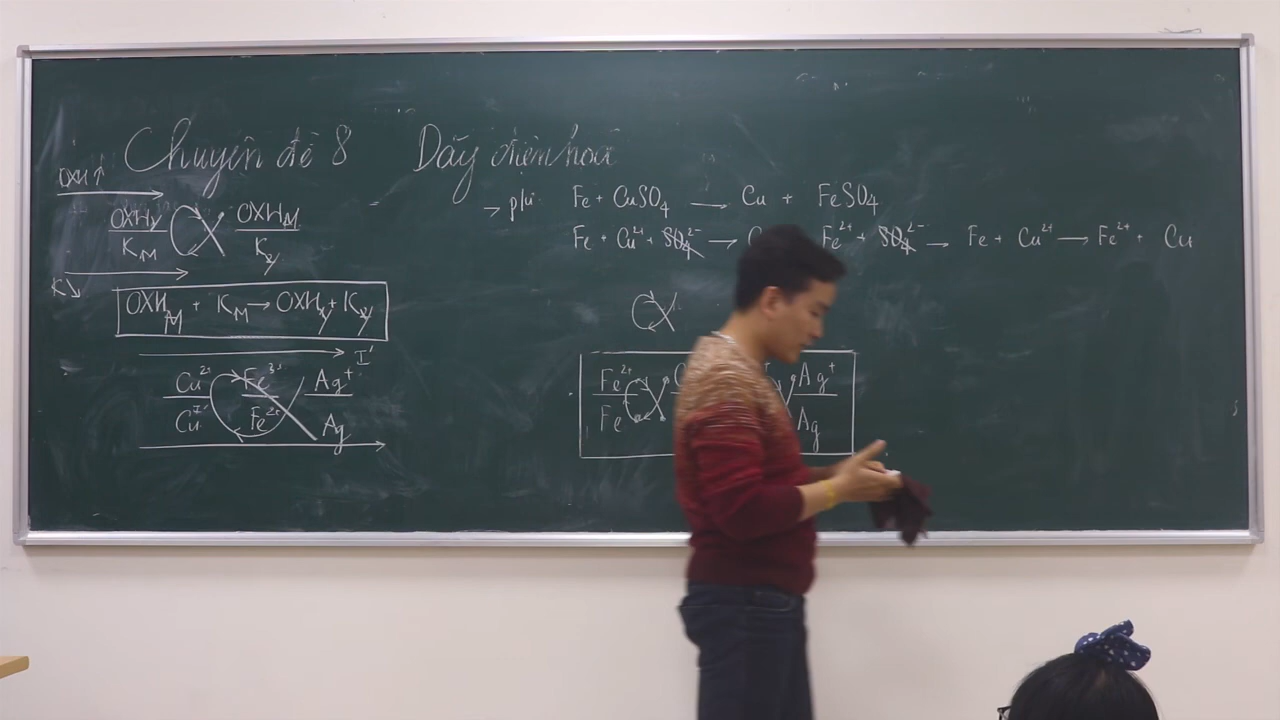 Chuyên đề 8 Dãy điện hoá
OXH↑
→ pứ: Fe + CuSO₄ → Cu + FeSO₄
OXHy OXHM
KM Ky
Fe + Cu²⁺ + SO₄²⁻ → Fe²⁺ + SO₄²⁻ → Fe + Cu²⁺ → Fe²⁺ + Cu
K↘
OXHM + KM → OXHy + Ky
Cu²⁺ Fe³⁺ Ag⁺
Cu Fe²⁺ Ag
Fe²⁺ Ag⁺
Fe Ag